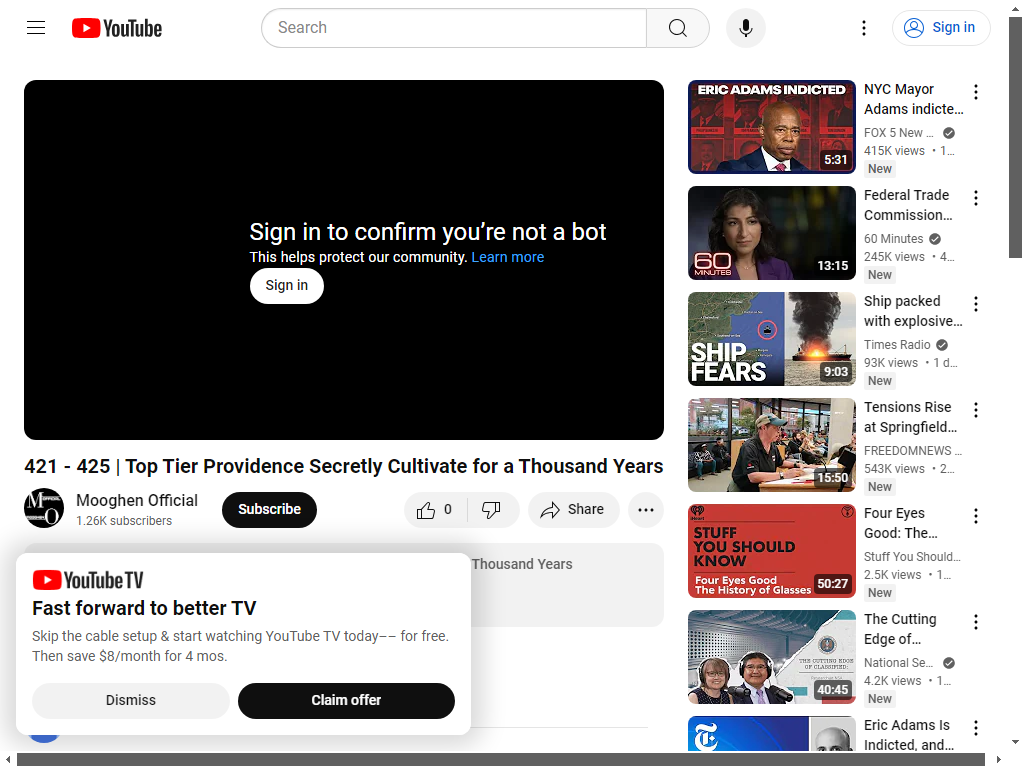 YouTube
Search
Sign in
Sign in to confirm you’re not a bot
This helps protect our community. Learn more
Sign in
421 - 425 | Top Tier Providence Secretly Cultivate for a Thousand Years
Mooghen Official
1.26K subscribers
Subscribe
0
Share
Thousand Years
YouTube TV
Fast forward to better TV
Skip the cable setup & start watching YouTube TV today–– for free.
Then save $8/month for 4 mos.
Dismiss
Claim offer
ERIC ADAMS INDICTED
5:31
NYC Mayor
Adams indicte...
FOX 5 New ...
415K views • 1...
New
60
MINUTES
13:15
Federal Trade
Commission...
60 Minutes
245K views • 4...
New
SHIP
FEARS
9:03
Ship packed
with explosive...
Times Radio
93K views • 1 d...
New
15:50
Tensions Rise
at Springfield...
FREEDOMNEWS ...
543K views • 2...
New
iHeart
STUFF
YOU SHOULD
KNOW
Four Eyes Good
The History of Glasses
50:27
Four Eyes
Good: The...
Stuff You Should...
2.5K views • 1...
New
THE CUTTING EDGE
OF CLASSIFIED:
40:45
The Cutting
Edge of...
National Se...
4.2K views • 1...
New
Eric Adams Is
Indicted, and...